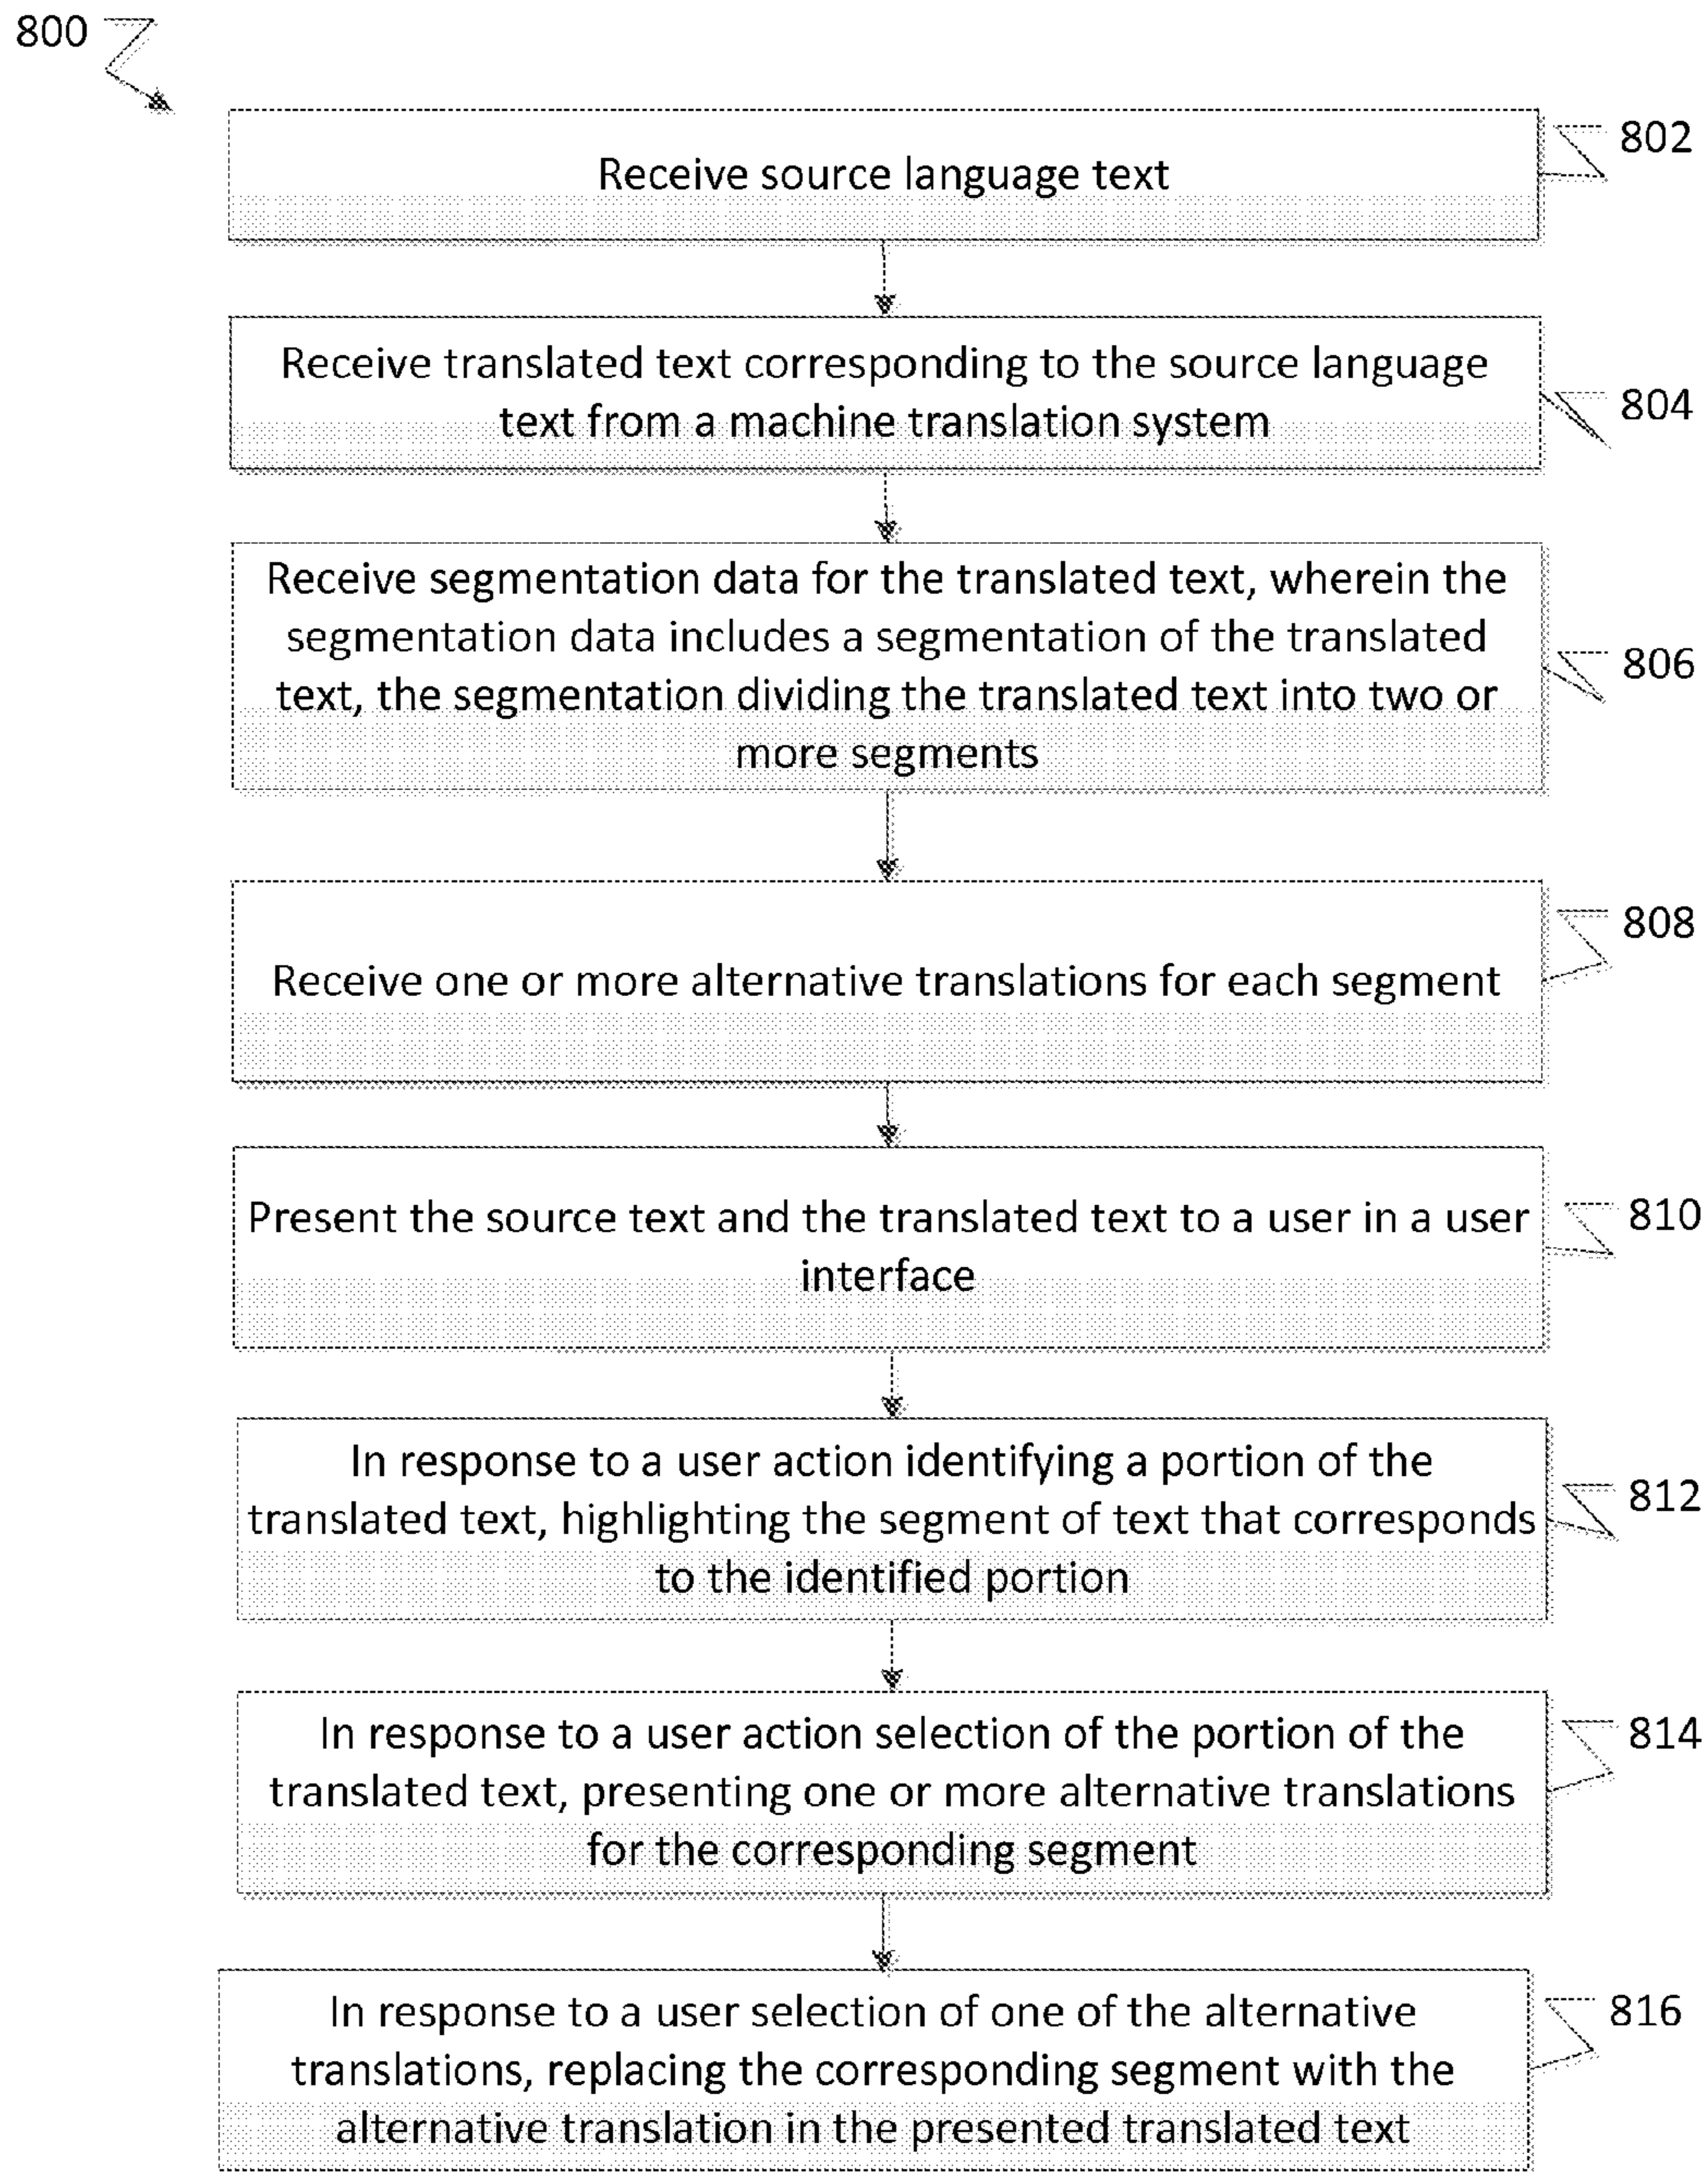 800
802
Receive source language text
Receive translated text corresponding to the source language
text from a machine translation system
804
Receive segmentation data for the translated text, wherein the
segmentation data includes a segmentation of the translated
text, the segmentation dividing the translated text into two or
more segments
806
808
Receive one or more alternative translations for each segment
Present the source text and the translated text to a user in a user
interface
810
In response to a user action identifying a portion of the
translated text, highlighting the segment of text that corresponds
to the identified portion
812
In response to a user action selection of the portion of the
translated text, presenting one or more alternative translations
for the corresponding segment
814
In response to a user selection of one of the alternative
translations, replacing the corresponding segment with the
alternative translation in the presented translated text
816